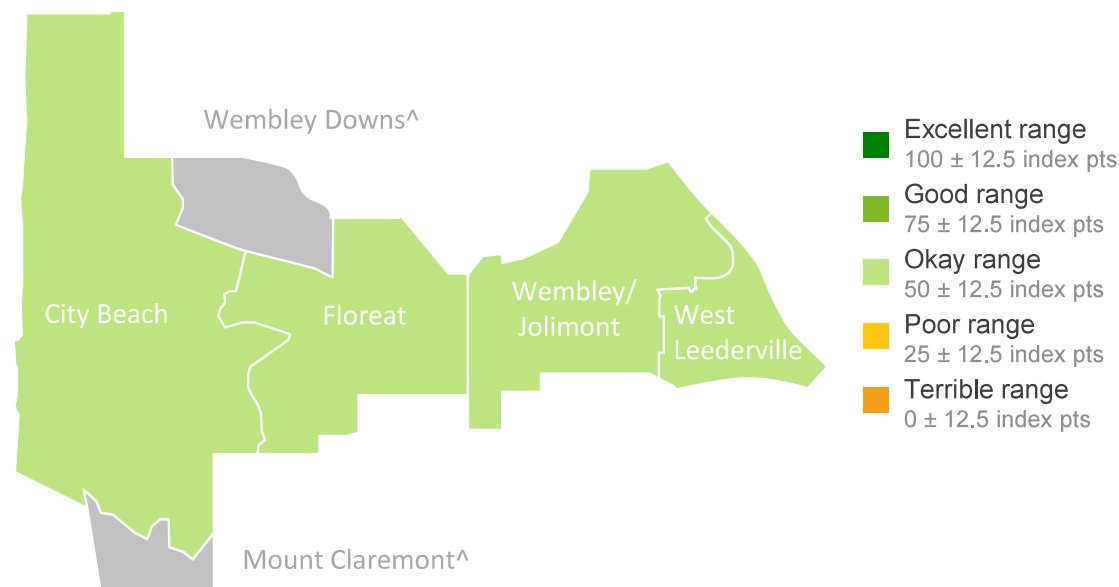 Wembley Downs^
City Beach
Floreat
Wembley/
Jolimont
West
Leederville
Mount Claremont^
Excellent range
100 ± 12.5 index pts
Good range
75 ± 12.5 index pts
Okay range
50 ± 12.5 index pts
Poor range
25 ± 12.5 index pts
Terrible range
0 ± 12.5 index pts